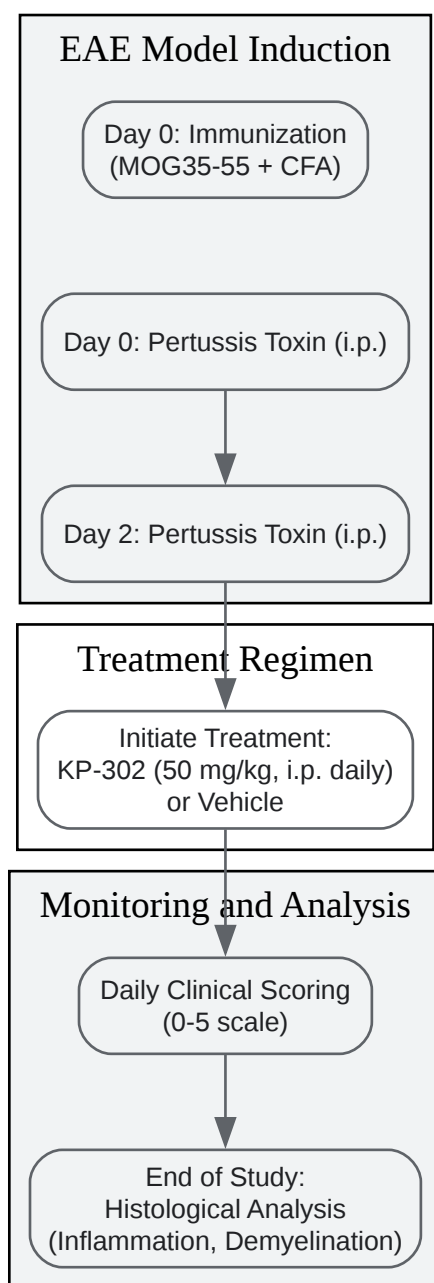 EAE Model Induction
Day 0: Immunization
(MOG35-55 + CFA)
Day 0: Pertussis Toxin (i.p.)
Day 2: Pertussis Toxin (i.p.)
Treatment Regimen
Initiate Treatment:
KP-302 (50 mg/kg, i.p. daily)
or Vehicle
Monitoring and Analysis
Daily Clinical Scoring
(0-5 scale)
End of Study:
Histological Analysis
(Inflammation, Demyelination)